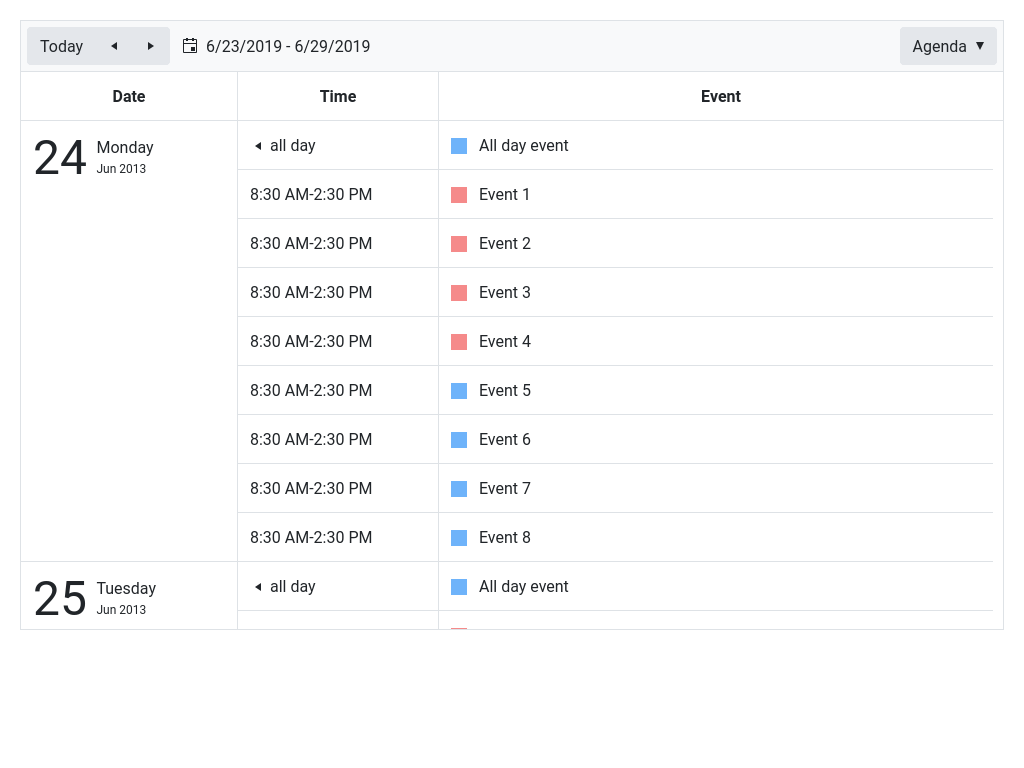 Today 6/23/2019 - 6/29/2019 Agenda
Date Time Event
24 Monday Jun 2013 all day All day event
8:30 AM-2:30 PM Event 1
8:30 AM-2:30 PM Event 2
8:30 AM-2:30 PM Event 3
8:30 AM-2:30 PM Event 4
8:30 AM-2:30 PM Event 5
8:30 AM-2:30 PM Event 6
8:30 AM-2:30 PM Event 7
8:30 AM-2:30 PM Event 8
25 Tuesday Jun 2013 all day All day event